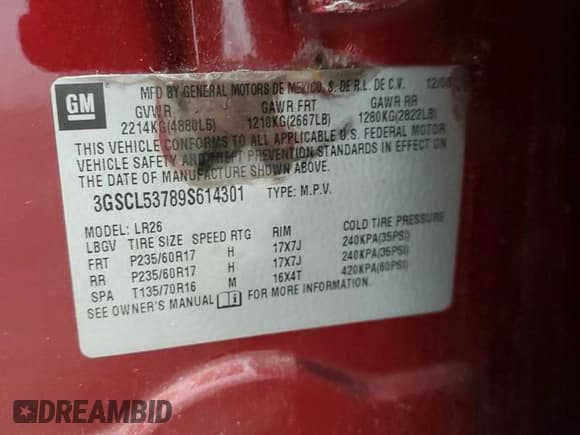 MFD BY GENERAL MOTORS DE MEXICO, S. DE R.L. DE C.V. 12/08
GM
GVWR GAWR FRT GAWR RR
2214KG(4880LB) 1210KG(2667LB) 1280KG(2822LB)
THIS VEHICLE CONFORMS TO ALL APPLICABLE U.S. FEDERAL MOTOR
VEHICLE SAFETY AND THEFT PREVENTION STANDARDS IN EFFECT ON
THE DATE OF MANUFACTURE SHOWN ABOVE.
3GSCL53789S614301 TYPE: M.P.V.
MODEL: LR26
LBGV TIRE SIZE SPEED RTG RIM COLD TIRE PRESSURE
FRT P235/60R17 H 17X7J 240KPA(35PSI)
RR P235/60R17 H 17X7J 240KPA(35PSI)
SPA T135/70R16 M 16X4T 420KPA(60PSI)
SEE OWNER'S MANUAL i FOR MORE INFORMATION.
DREAMBID